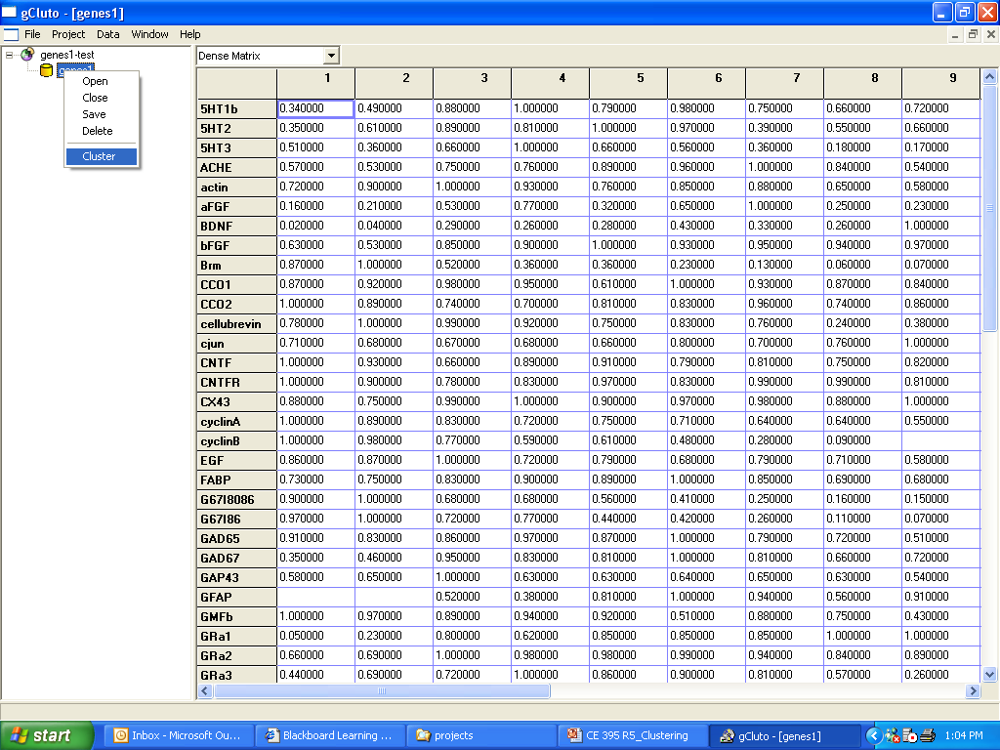 gCluto - [genes1]
File Project Data Window Help
genes1-test
genes1
Open
Close
Save
Delete
Cluster
Dense Matrix
1 2 3 4 5 6 7 8 9
5HT1b 0.340000 0.490000 0.880000 1.000000 0.790000 0.980000 0.750000 0.660000 0.720000
5HT2 0.350000 0.610000 0.890000 0.810000 1.000000 0.970000 0.390000 0.550000 0.660000
5HT3 0.510000 0.360000 0.660000 1.000000 0.660000 0.560000 0.360000 0.180000 0.170000
ACHE 0.570000 0.530000 0.750000 0.760000 0.890000 0.960000 1.000000 0.840000 0.540000
actin 0.720000 0.900000 1.000000 0.930000 0.760000 0.850000 0.880000 0.650000 0.580000
aFGF 0.160000 0.210000 0.530000 0.770000 0.320000 0.650000 1.000000 0.250000 0.230000
BDNF 0.020000 0.040000 0.290000 0.260000 0.280000 0.430000 0.330000 0.260000 1.000000
bFGF 0.630000 0.530000 0.850000 0.900000 1.000000 0.930000 0.950000 0.940000 0.970000
Brm 0.870000 1.000000 0.520000 0.360000 0.360000 0.230000 0.130000 0.060000 0.070000
CCO1 0.870000 0.920000 0.980000 0.950000 0.610000 1.000000 0.930000 0.870000 0.840000
CCO2 1.000000 0.890000 0.740000 0.700000 0.810000 0.830000 0.960000 0.740000 0.860000
cellubrevin 0.780000 1.000000 0.990000 0.920000 0.750000 0.830000 0.760000 0.240000 0.380000
cjun 0.710000 0.680000 0.670000 0.680000 0.660000 0.800000 0.700000 0.760000 1.000000
CNTF 1.000000 0.930000 0.660000 0.890000 0.910000 0.790000 0.810000 0.750000 0.820000
CNTFR 1.000000 0.900000 0.780000 0.830000 0.970000 0.830000 0.990000 0.990000 0.810000
CX43 0.880000 0.750000 0.990000 1.000000 0.900000 0.970000 0.980000 0.880000 1.000000
cyclinA 1.000000 0.890000 0.830000 0.720000 0.750000 0.710000 0.640000 0.640000 0.550000
cyclinB 1.000000 0.980000 0.770000 0.590000 0.610000 0.480000 0.280000 0.090000
EGF 0.860000 0.870000 1.000000 0.720000 0.790000 0.680000 0.790000 0.710000 0.580000
FABP 0.730000 0.750000 0.830000 0.900000 0.890000 1.000000 0.850000 0.690000 0.680000
G67I8086 0.900000 1.000000 0.680000 0.680000 0.560000 0.410000 0.250000 0.160000 0.150000
G67I86 0.970000 1.000000 0.720000 0.770000 0.440000 0.420000 0.260000 0.110000 0.070000
GAD65 0.910000 0.830000 0.860000 0.970000 0.870000 1.000000 0.790000 0.720000 0.510000
GAD67 0.350000 0.460000 0.950000 0.830000 0.810000 1.000000 0.810000 0.660000 0.720000
GAP43 0.580000 0.650000 1.000000 0.630000 0.630000 0.640000 0.650000 0.630000 0.540000
GFAP 0.520000 0.380000 0.810000 1.000000 0.940000 0.560000 0.910000
GMFb 1.000000 0.970000 0.890000 0.940000 0.920000 0.510000 0.880000 0.750000 0.430000
GRa1 0.050000 0.230000 0.800000 0.620000 0.850000 0.850000 0.850000 1.000000 1.000000
GRa2 0.660000 0.690000 1.000000 0.980000 0.980000 0.990000 0.940000 0.840000 0.890000
GRa3 0.440000 0.690000 0.720000 1.000000 0.860000 0.900000 0.810000 0.570000 0.260000
start Inbox - Microsoft Ou... Blackboard Learning ... projects CE 395 R5_Clustering gCluto - [genes1] 1:04 PM